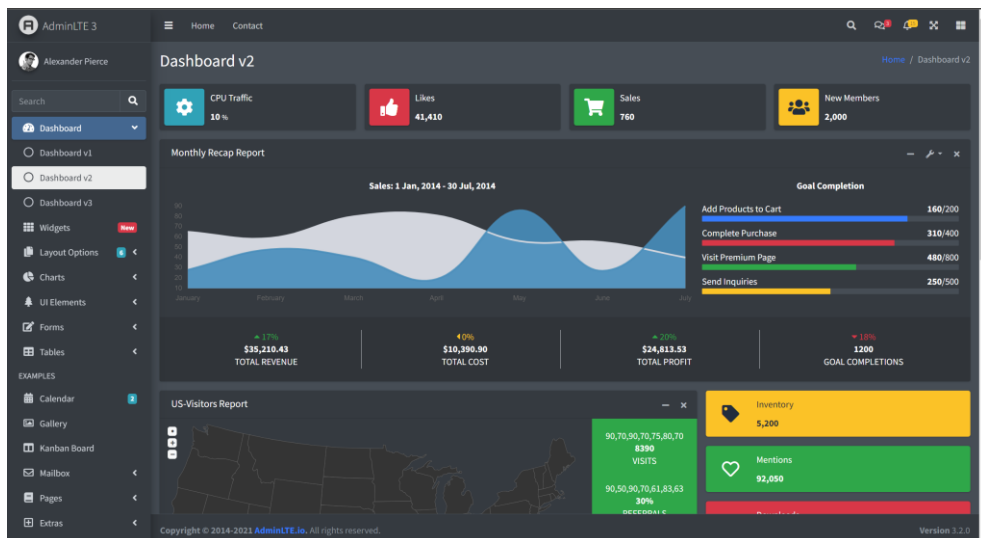 AdminLTE 3
Home Contact
3
15
Alexander Pierce
Dashboard v2
Home / Dashboard v2
Search
Dashboard
Dashboard v1
Dashboard v2
Dashboard v3
Widgets New
Layout Options 6
Charts
UI Elements
Forms
Tables
EXAMPLES
Calendar 2
Gallery
Kanban Board
Mailbox
Pages
Extras
CPU Traffic
10 %
Likes
41,410
Sales
760
New Members
2,000
Monthly Recap Report
Sales: 1 Jan, 2014 - 30 Jul, 2014
90
80
70
60
50
40
30
20
10
January February March April May June July
Goal Completion
Add Products to Cart 160/200
Complete Purchase 310/400
Visit Premium Page 480/800
Send Inquiries 250/500
17%
$35,210.43
TOTAL REVENUE
0%
$10,390.90
TOTAL COST
20%
$24,813.53
TOTAL PROFIT
18%
1200
GOAL COMPLETIONS
US-Visitors Report
90,70,90,70,75,80,70
8390
VISITS
90,50,90,70,61,83,63
30%
REFERRALS
Inventory
5,200
Mentions
92,050
Downloads
Copyright © 2014-2021 AdminLTE.io. All rights reserved.
Version 3.2.0